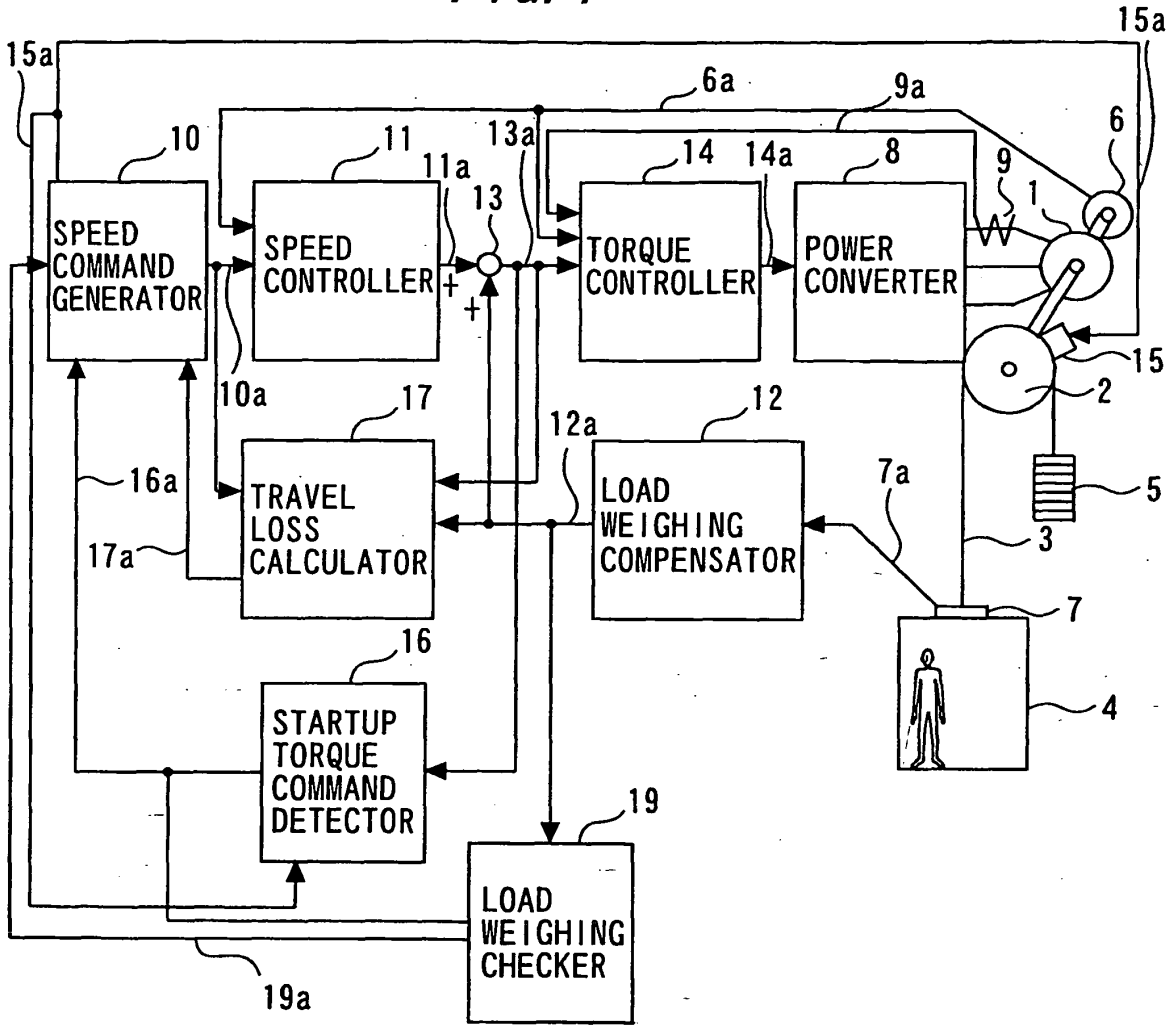 15a
15a
6a
9a
10
11
13a
14
14a
8
9
6
11a
13
1
SPEED
COMMAND
GENERATOR
SPEED
CONTROLLER
TORQUE
CONTROLLER
POWER
CONVERTER
+
+
10a
15
2
17
12a
12
16a
17a
TRAVEL
LOSS
CALCULATOR
LOAD
WEIGHING
COMPENSATOR
7a
5
3
7
16
STARTUP
TORQUE
COMMAND
DETECTOR
4
19
LOAD
WEIGHING
CHECKER
19a